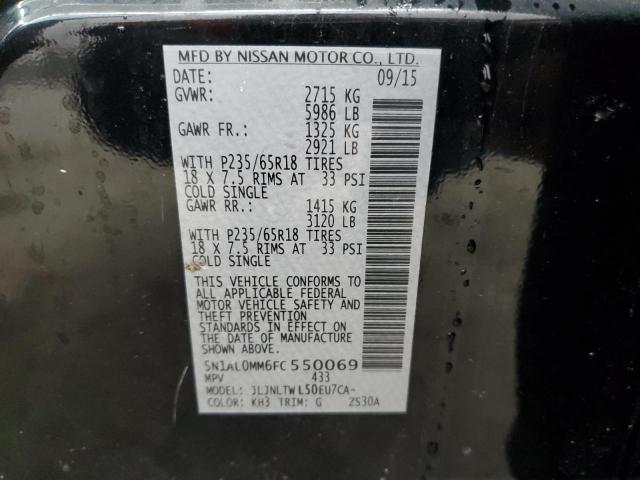 MFD BY NISSAN MOTOR CO., LTD.
DATE: 09/15
GVWR: 2715 KG
5986 LB
GAWR FR.: 1325 KG
2921 LB
WITH P235/65R18 TIRES
18 X 7.5 RIMS AT 33 PSI
COLD SINGLE
GAWR RR.: 1415 KG
3120 LB
WITH P235/65R18 TIRES
18 X 7.5 RIMS AT 33 PSI
COLD SINGLE
THIS VEHICLE CONFORMS TO
ALL APPLICABLE FEDERAL
MOTOR VEHICLE SAFETY AND
THEFT PREVENTION
STANDARDS IN EFFECT ON
THE DATE OF MANUFACTURE
SHOWN ABOVE.
5N1AL0MM6FC550069
MPV 433
MODEL: JLJNLTWL50EU7CA-
COLOR: KH3 TRIM: G 2S30A